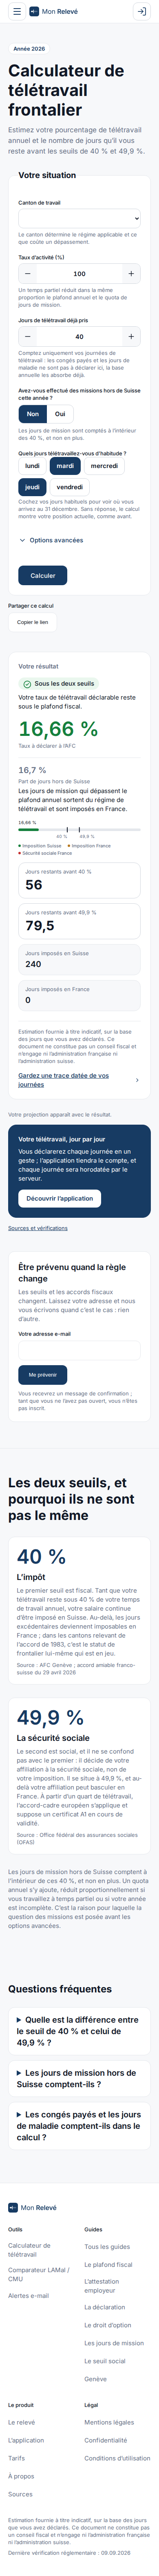 Mon Relevé
Année 2026
Calculateur de
télétravail
frontalier
Estimez votre pourcentage de télétravail
annuel et le nombre de jours qu'il vous
reste avant les seuils de 40 % et 49,9 %.
Votre situation
Canton de travail
Le canton détermine le régime applicable et ce
que coûte un dépassement.
Taux d'activité (%)
− 100 +
Un temps partiel réduit dans la même
proportion le plafond annuel et le quota de
jours de mission.
Jours de télétravail déjà pris
− 40 +
Comptez uniquement vos journées de
télétravail : les congés payés et les jours de
maladie ne sont pas à déclarer ici, la base
annuelle les absorbe déjà.
Avez-vous effectué des missions hors de Suisse
cette année ?
Non Oui
Les jours de mission sont comptés à l'intérieur
des 40 %, et non en plus.
Quels jours télétravaillez-vous d'habitude ?
lundi mardi mercredi
jeudi vendredi
Cochez vos jours habituels pour voir où vous
arrivez au 31 décembre. Sans réponse, le calcul
montre votre position actuelle, comme avant.
Options avancées
Calculer
Partager ce calcul
Copier le lien
Votre résultat
Sous les deux seuils
Votre taux de télétravail déclarable reste
sous le plafond fiscal.
16,66 %
Taux à déclarer à l'AFC
16,7 %
Part de jours hors de Suisse
Les jours de mission qui dépassent le
plafond annuel sortent du régime de
l'impôt, mais sont imposés en France.
16,66 %
40 % 49,9 %
Imposition Suisse Imposition France
Sécurité sociale France
Jours restants avant 40 %
56
Jours restants avant 49,9 %
79,5
Jours imposés en Suisse
240
Jours imposés en France
0
Estimation fournie à titre indicatif, sur la base
des jours que vous avez déclarés. Ce
document ne constitue pas un conseil fiscal et
n'engage ni l'administration française ni
l'administration suisse.
Gardez une trace datée de vos
journées
Votre projection apparaît avec le résultat.
Votre télétravail, jour par jour
Vous déclarerez chaque journée en un
geste ; l'application tiendra le compte, et
chaque journée sera horodatée par le
serveur.
Découvrir l'application
Sources et vérifications
Être prévenu quand la règle
change
Les seuils et les accords fiscaux
changent. Laissez votre adresse et nous
vous écrivons quand c'est le cas : rien
d'autre.
Votre adresse e-mail
Me prévenir
Vous recevrez un message de confirmation ;
tant que vous ne l'avez pas ouvert, vous n'êtes
pas inscrit.
Les deux seuils, et
pourquoi ils ne sont
pas le même
40 %
L'impôt
Le premier seuil est fiscal. Tant que votre
télétravail reste sous 40 % de votre temps
de travail annuel, votre salaire continue
d'être imposé en Suisse. Au-delà, les jours
excédentaires deviennent imposables en
France ; dans les cantons relevant de
l'accord de 1983, c'est le statut de
frontalier lui-même qui est en jeu.
Source : AFC Genève ; accord amiable franco-
suisse du 29 avril 2026
49,9 %
La sécurité sociale
Le second est social, et il ne se confond
pas avec le premier : il décide de votre
affiliation à la sécurité sociale, non de
votre imposition. Il se situe à 49,9 %, et au-
delà votre affiliation peut basculer en
France. À partir d'un quart de télétravail,
l'accord-cadre européen s'applique et
suppose un certificat A1 en cours de
validité.
Source : Office fédéral des assurances sociales
(OFAS)
Les jours de mission hors de Suisse comptent à
l'intérieur de ces 40 %, et non en plus. Un quota
annuel s'y ajoute, réduit proportionnellement si
vous travaillez à temps partiel ou si votre année
est incomplète. C'est la raison pour laquelle la
question des missions est posée avant les
options avancées.
Questions fréquentes
Quelle est la différence entre
le seuil de 40 % et celui de
49,9 % ?
Les jours de mission hors de
Suisse comptent-ils ?
Les congés payés et les jours
de maladie comptent-ils dans le
calcul ?
Mon Relevé
Outils
Calculateur de
télétravail
Comparateur LAMal /
CMU
Alertes e-mail
Guides
Tous les guides
Le plafond fiscal
L'attestation
employeur
La déclaration
Le droit d'option
Les jours de mission
Le seuil social
Genève
Le produit
Le relevé
L'application
Tarifs
À propos
Sources
Légal
Mentions légales
Confidentialité
Conditions d'utilisation
Estimation fournie à titre indicatif, sur la base des jours
que vous avez déclarés. Ce document ne constitue pas
un conseil fiscal et n'engage ni l'administration française
ni l'administration suisse.
Dernière vérification réglementaire : 09.09.2026